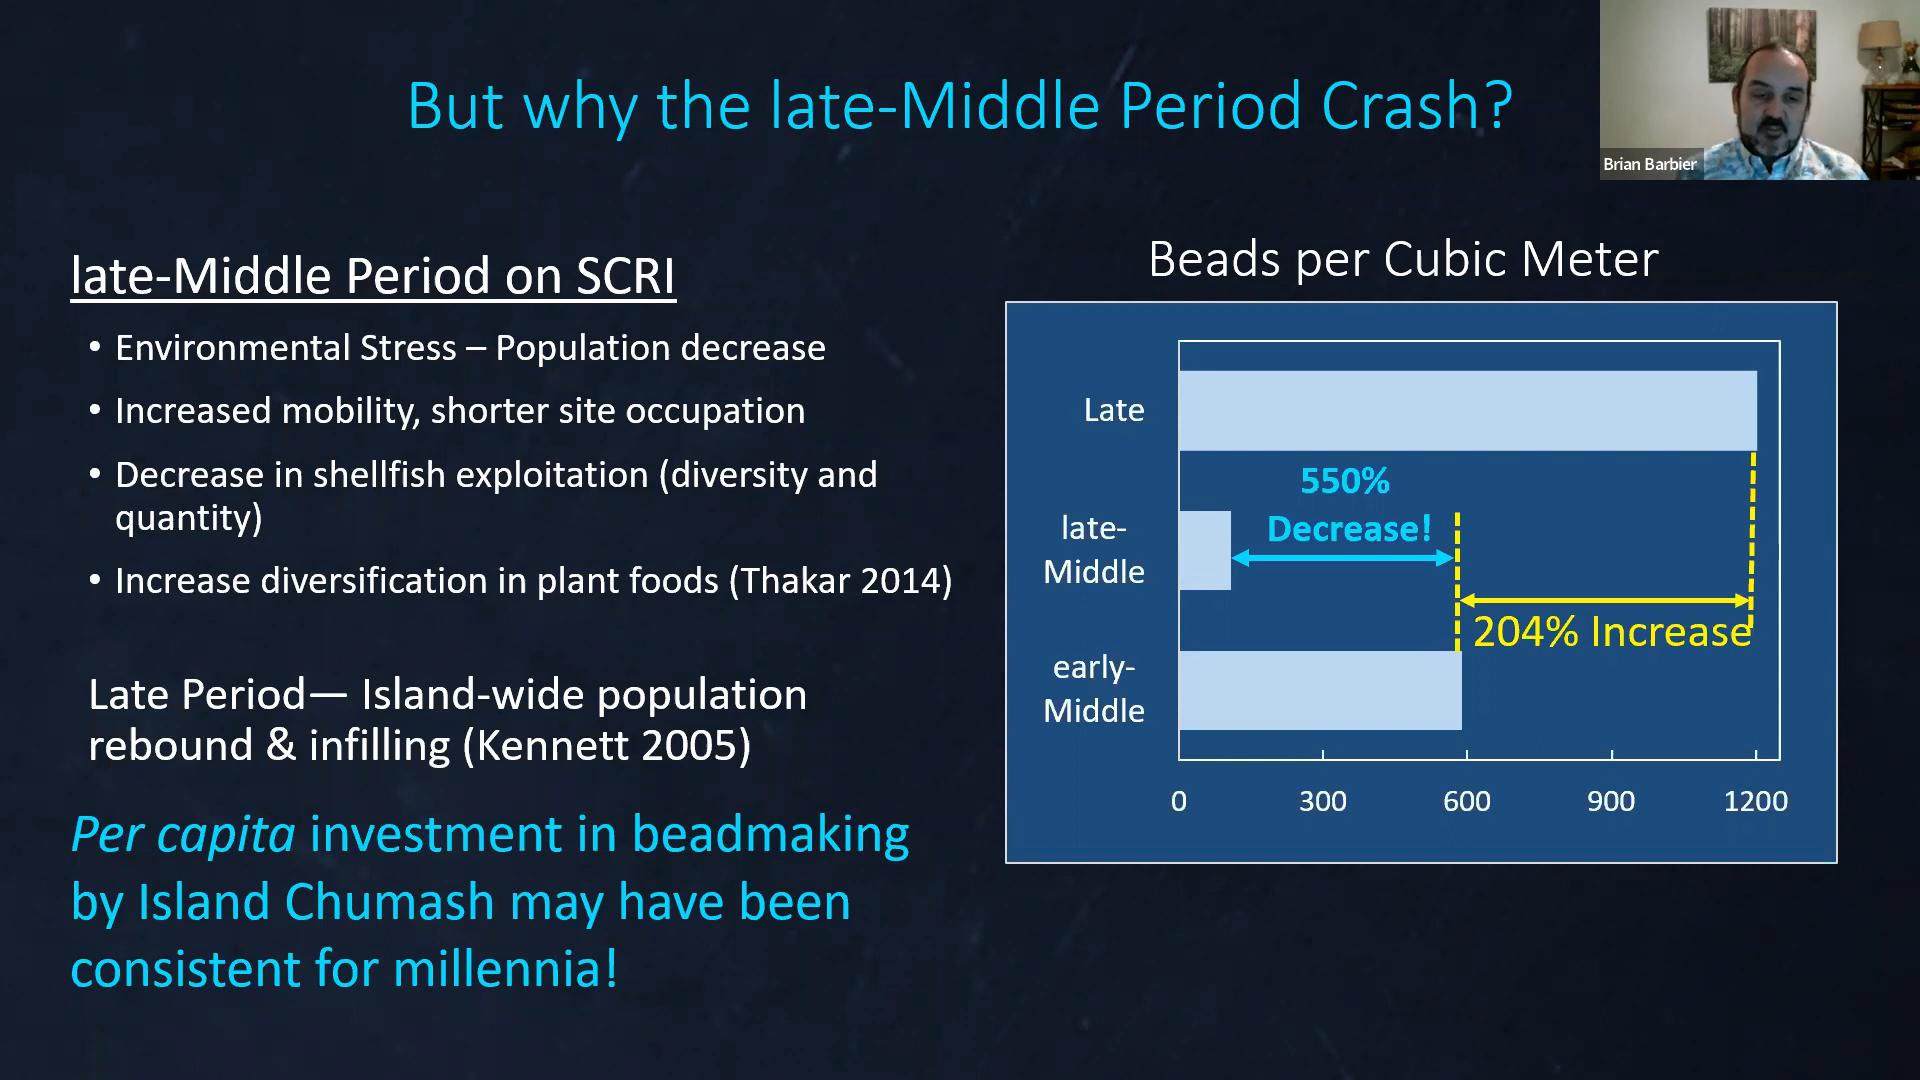 But why the late-Middle Period Crash?
Brian Barbier
late-Middle Period on SCRI
• Environmental Stress – Population decrease
• Increased mobility, shorter site occupation
• Decrease in shellfish exploitation (diversity and
quantity)
• Increase diversification in plant foods (Thakar 2014)
Late Period— Island-wide population
rebound & infilling (Kennett 2005)
Per capita investment in beadmaking
by Island Chumash may have been
consistent for millennia!
Beads per Cubic Meter
Late
550%
Decrease!
late-
Middle
204% Increase
early-
Middle
0 300 600 900 1200